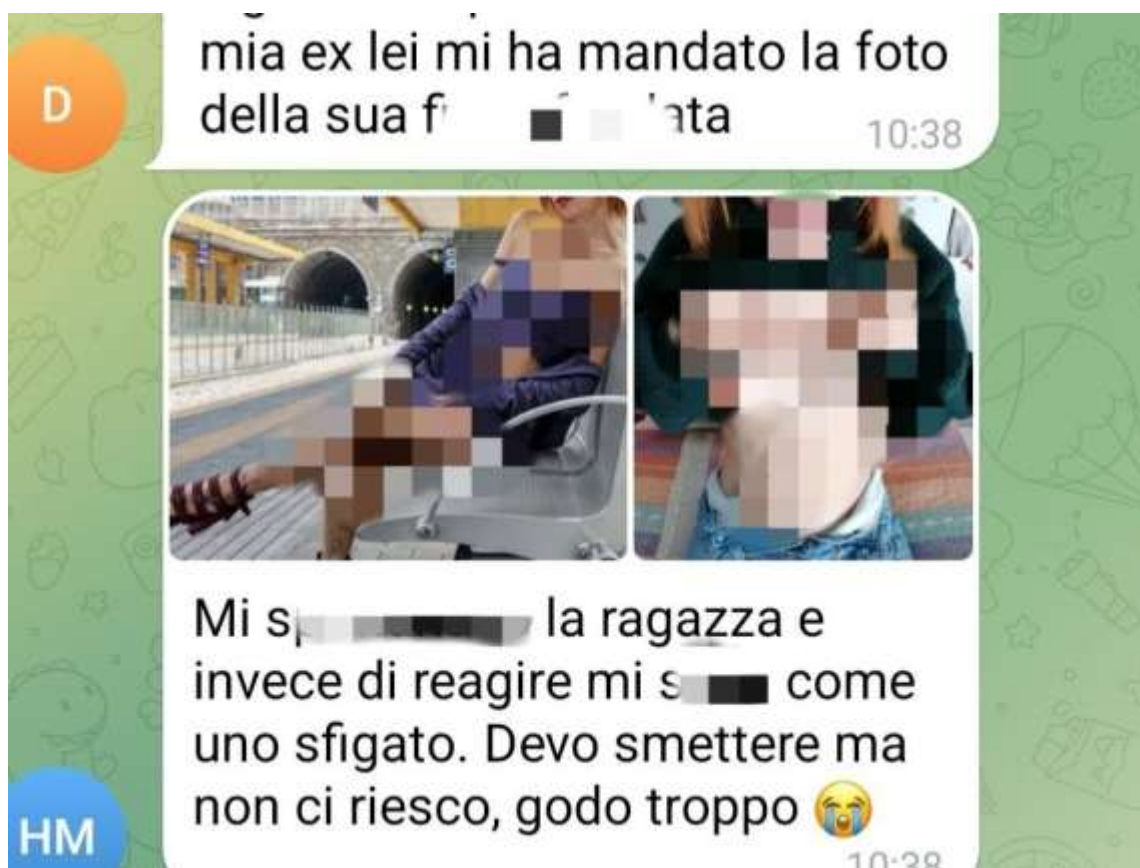 mia ex lei mi ha mandato la foto
D
della sua
10:38
Mi la ragazza e
invece di reagire mi come
uno sfigato. Devo smettere ma
non ci riesco, godo troppo 😭
HM
10:38